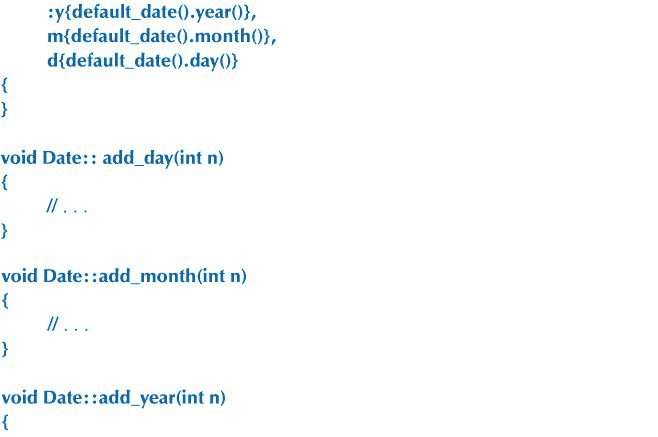 :y{default_date().year()},
m{default_date().month()},
d{default_date().day()}
{
}
void Date:: add_day(int n)
{
// . . .
}
void Date::add_month(int n)
{
// . . .
}
void Date::add_year(int n)
{